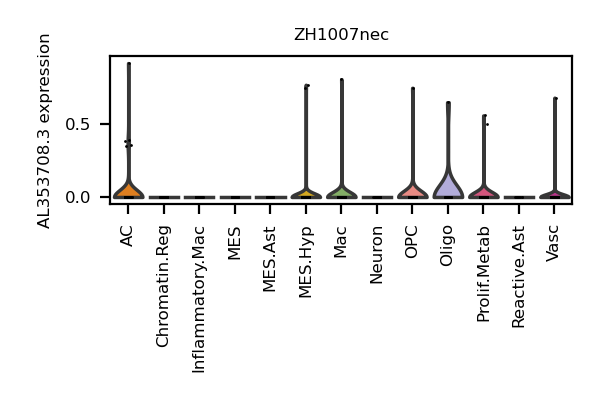 ZH1007nec
AL353708.3 expression
0.5
0.0
AC
Chromatin.Reg
Inflammatory.Mac
MES
MES.Ast
MES.Hyp
Mac
Neuron
OPC
Oligo
Prolif.Metab
Reactive.Ast
Vasc